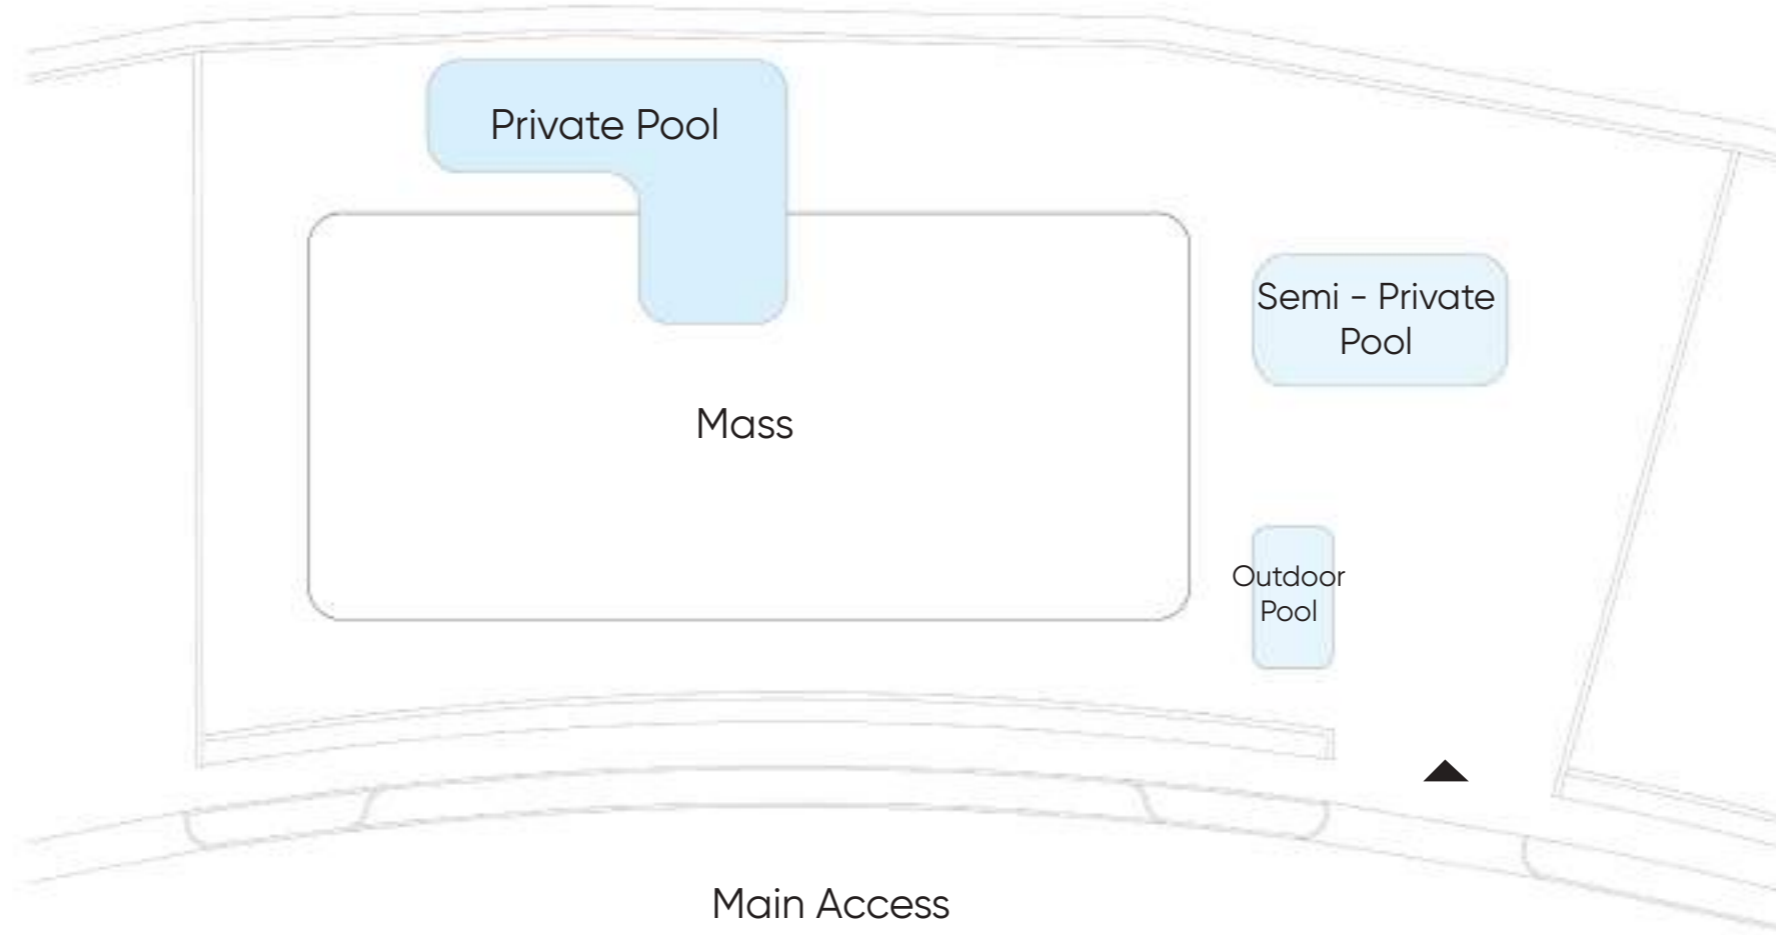 Private Pool
Semi - Private
Pool
Mass
Outdoor
Pool
Main Access